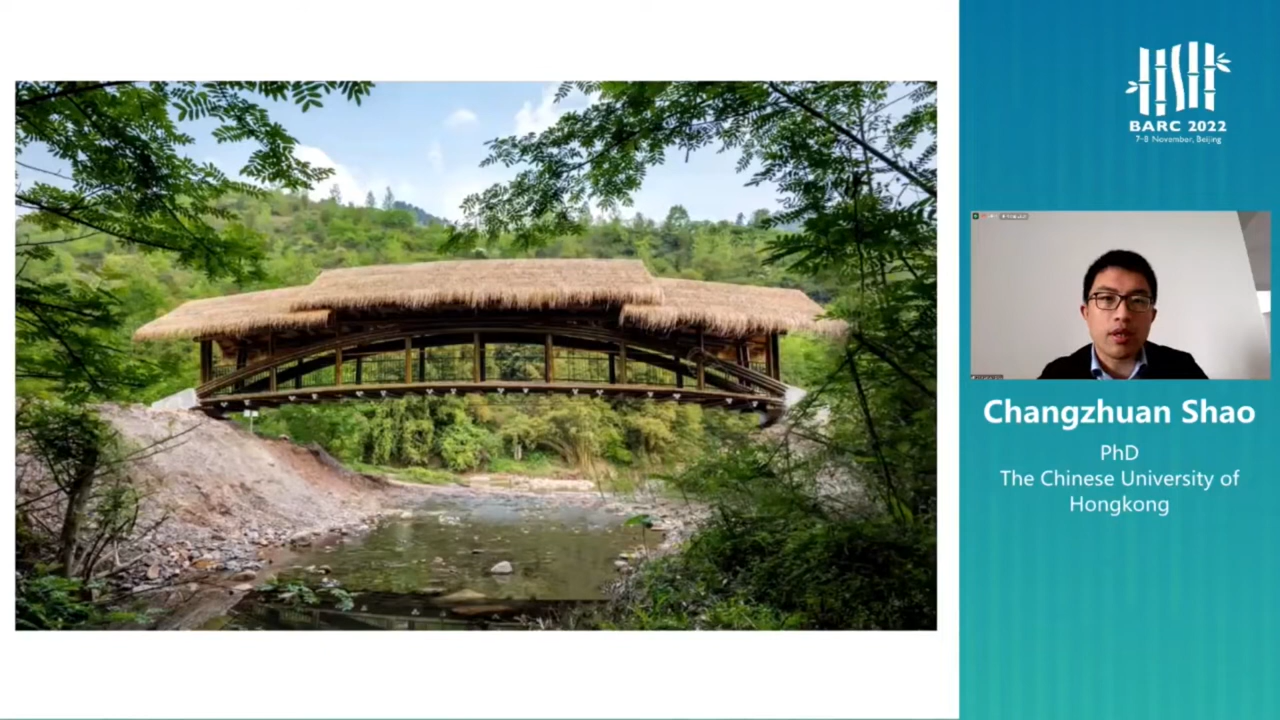 BARC 2022
7-8 November, Beijing
Changzhuan Shao
PhD
The Chinese University of
Hongkong